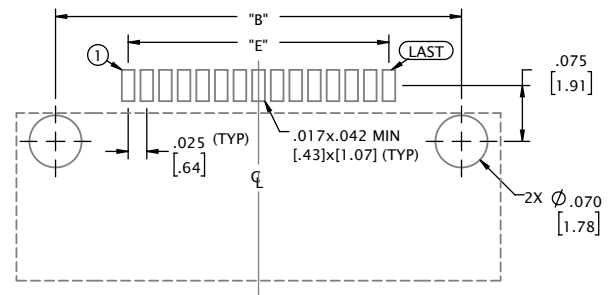 "B"
"E"
1
LAST
.075
[1.91]
.025 (TYP)
[.64]
.017x.042 MIN
[.43]x[1.07] (TYP)
CL
2X Ø.070
[1.78]